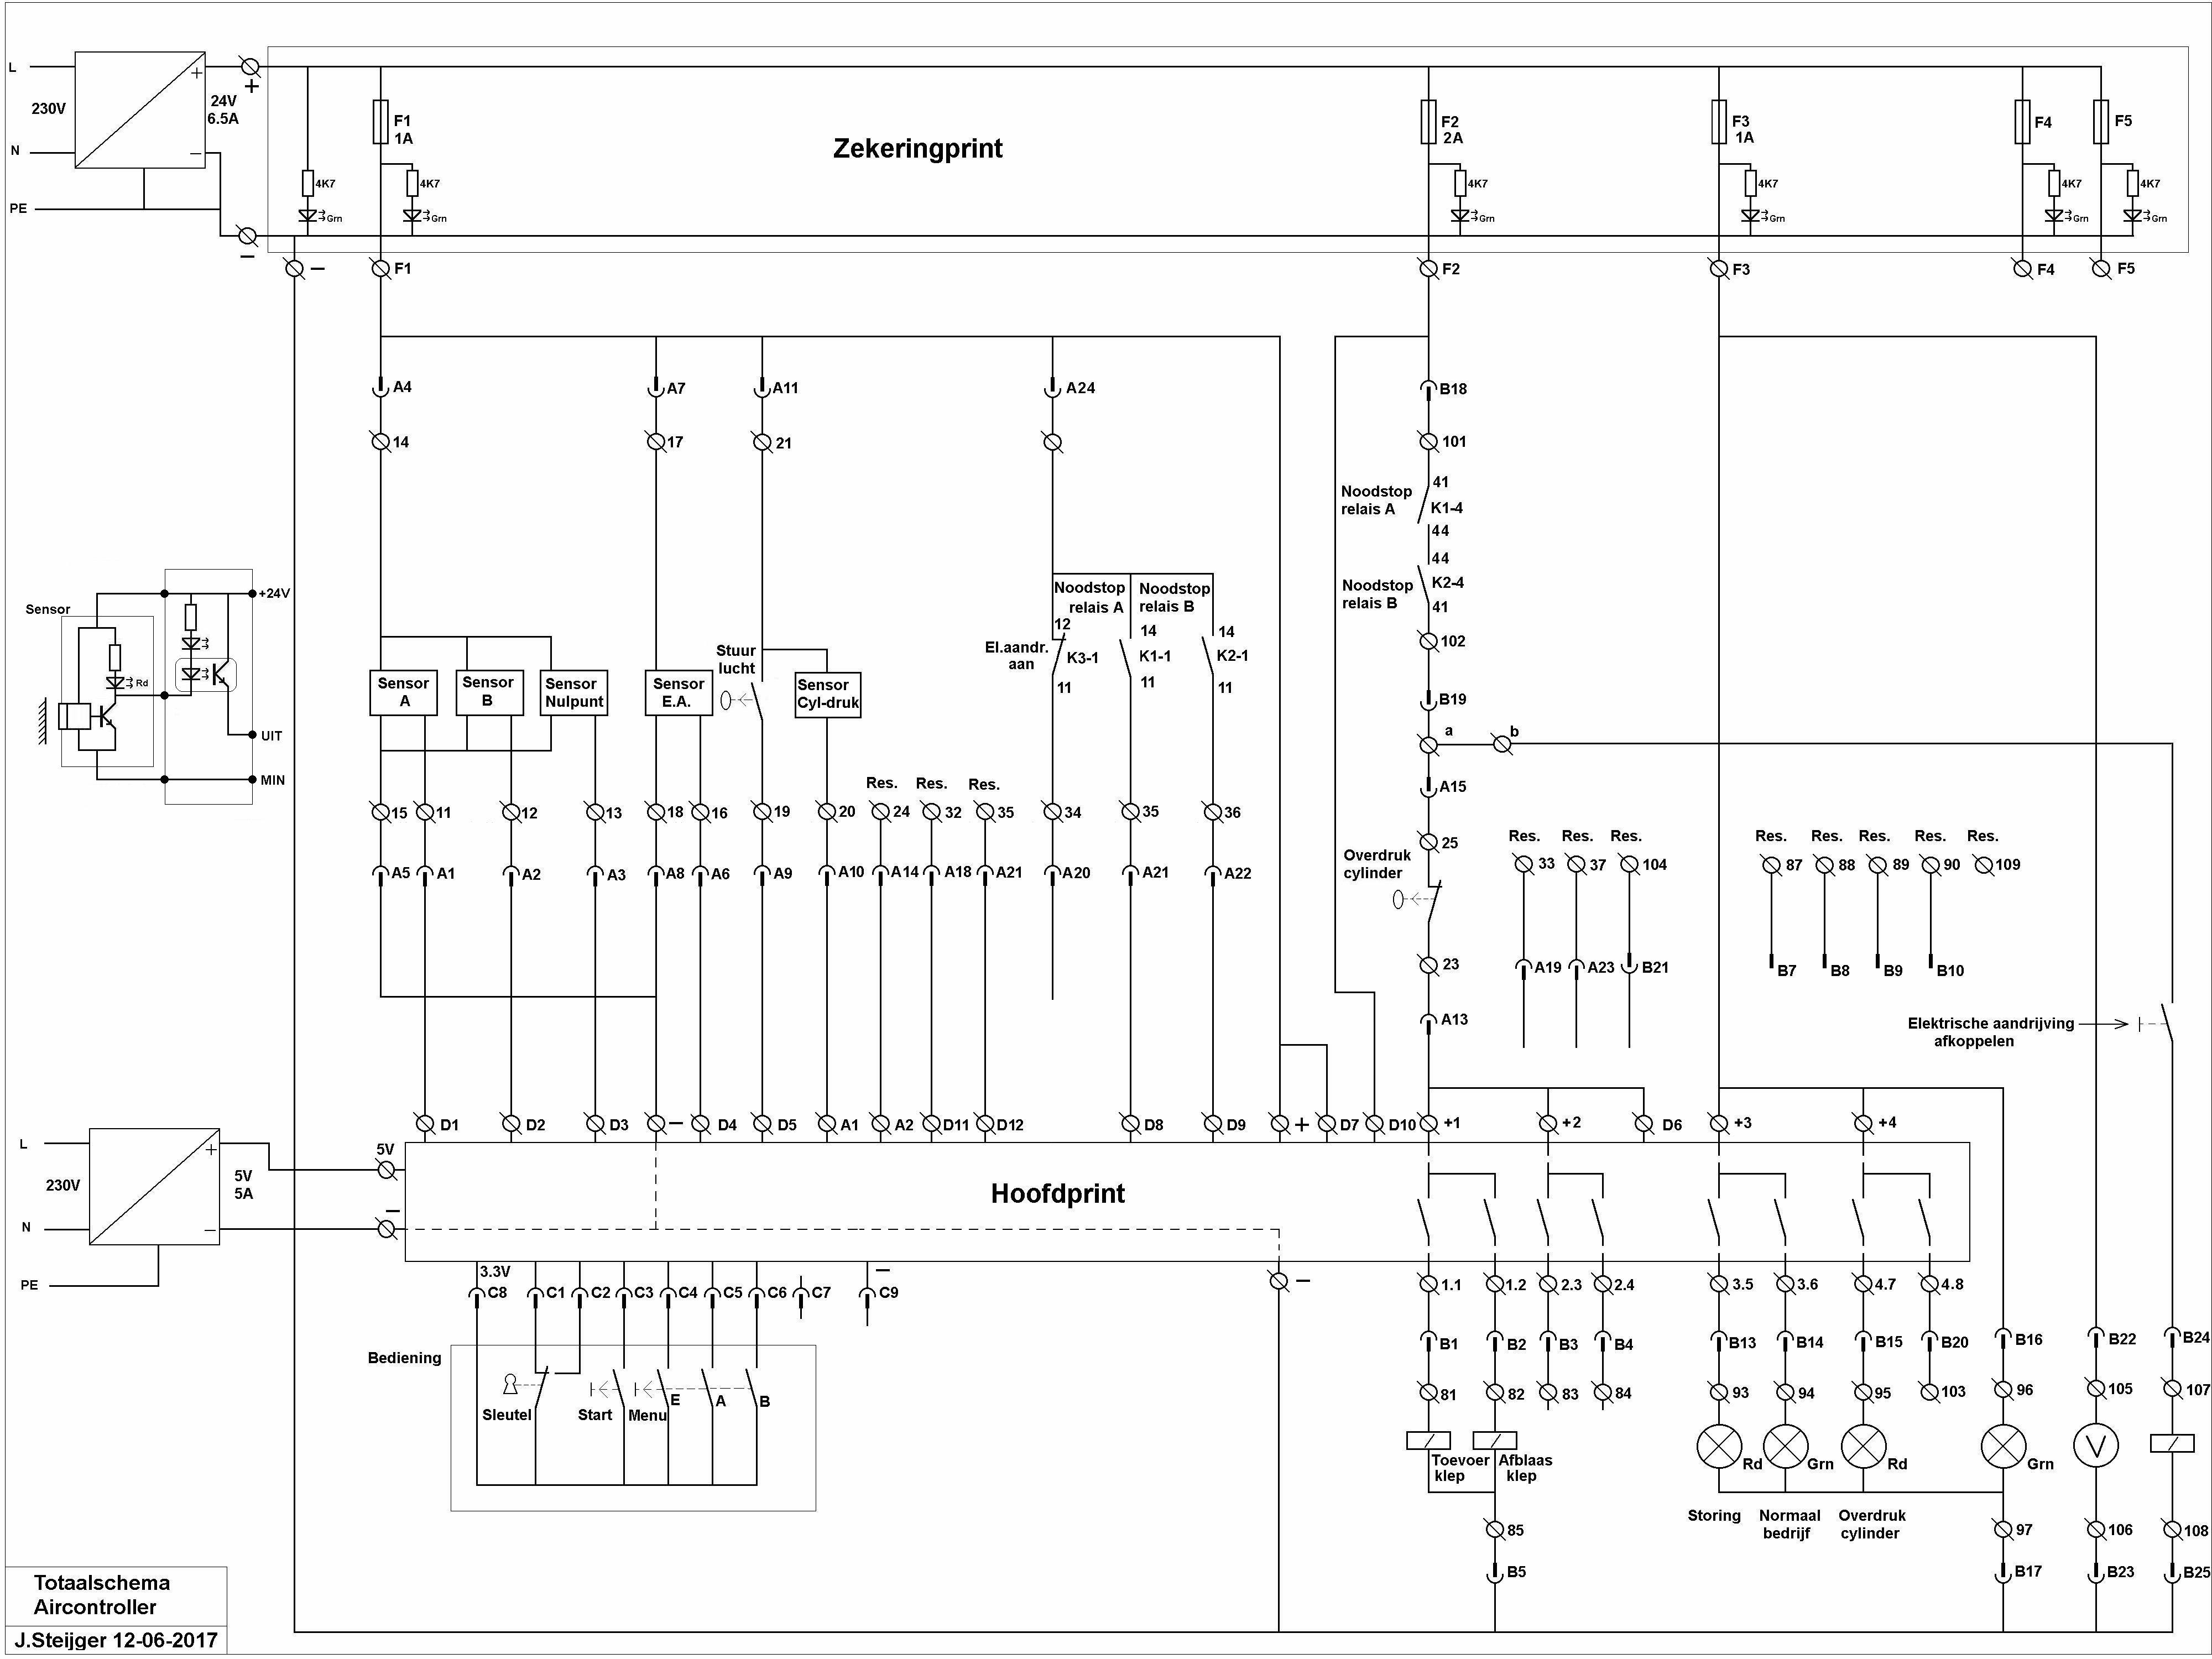 L
230V
N
PE
+
−
24V
6.5A
+
−
4K7
Grn
F1
1A
4K7
Grn
Zekeringprint
F2
2A
4K7
Grn
F3
1A
4K7
Grn
F4
4K7
Grn
F5
4K7
Grn
−
F1
F2
F3
F4
F5
A4
A7
A11
A24
B18
14
17
21
101
Noodstop
relais A
41
K1-4
44
44
Noodstop
relais B
K2-4
41
102
B19
a
b
A15
25
Overdruk
cylinder
23
A13
Sensor
Rd
+24V
UIT
MIN
Sensor
A
Sensor
B
Sensor
Nulpunt
Sensor
E.A.
Stuur
lucht
Sensor
Cyl-druk
El.aandr.
aan
12
K3-1
11
Noodstop
relais A
14
K1-1
11
Noodstop
relais B
14
K2-1
11
Res.
Res.
Res.
15
11
12
13
18
16
19
20
24
32
35
34
35
36
A5
A1
A2
A3
A8
A6
A9
A10
A14
A18
A21
A20
A21
A22
Res.
Res.
Res.
33
37
104
A19
A23
B21
Res.
Res.
Res.
Res.
Res.
87
88
89
90
109
B7
B8
B9
B10
Elektrische aandrijving
afkoppelen
D1
D2
D3
−
D4
D5
A1
A2
D11
D12
D8
D9
+
D7
D10
+1
+2
D6
+3
+4
L
230V
N
PE
+
−
5V
5A
5V
−
Hoofdprint
3.3V
−
−
C8
C1
C2
C3
C4
C5
C6
C7
C9
Bediening
Sleutel
Start
Menu
E
A
B
1.1
1.2
2.3
2.4
3.5
3.6
4.7
4.8
B1
B2
B3
B4
B13
B14
B15
B20
B16
B22
B24
81
82
83
84
93
94
95
103
96
105
107
Toevoer
klep
Afblaas
klep
Rd
Grn
Rd
Grn
V
Storing
Normaal
bedrijf
Overdruk
cylinder
85
97
106
108
B5
B17
B23
B25
Totaalschema
Aircontroller
J.Steijger 12-06-2017